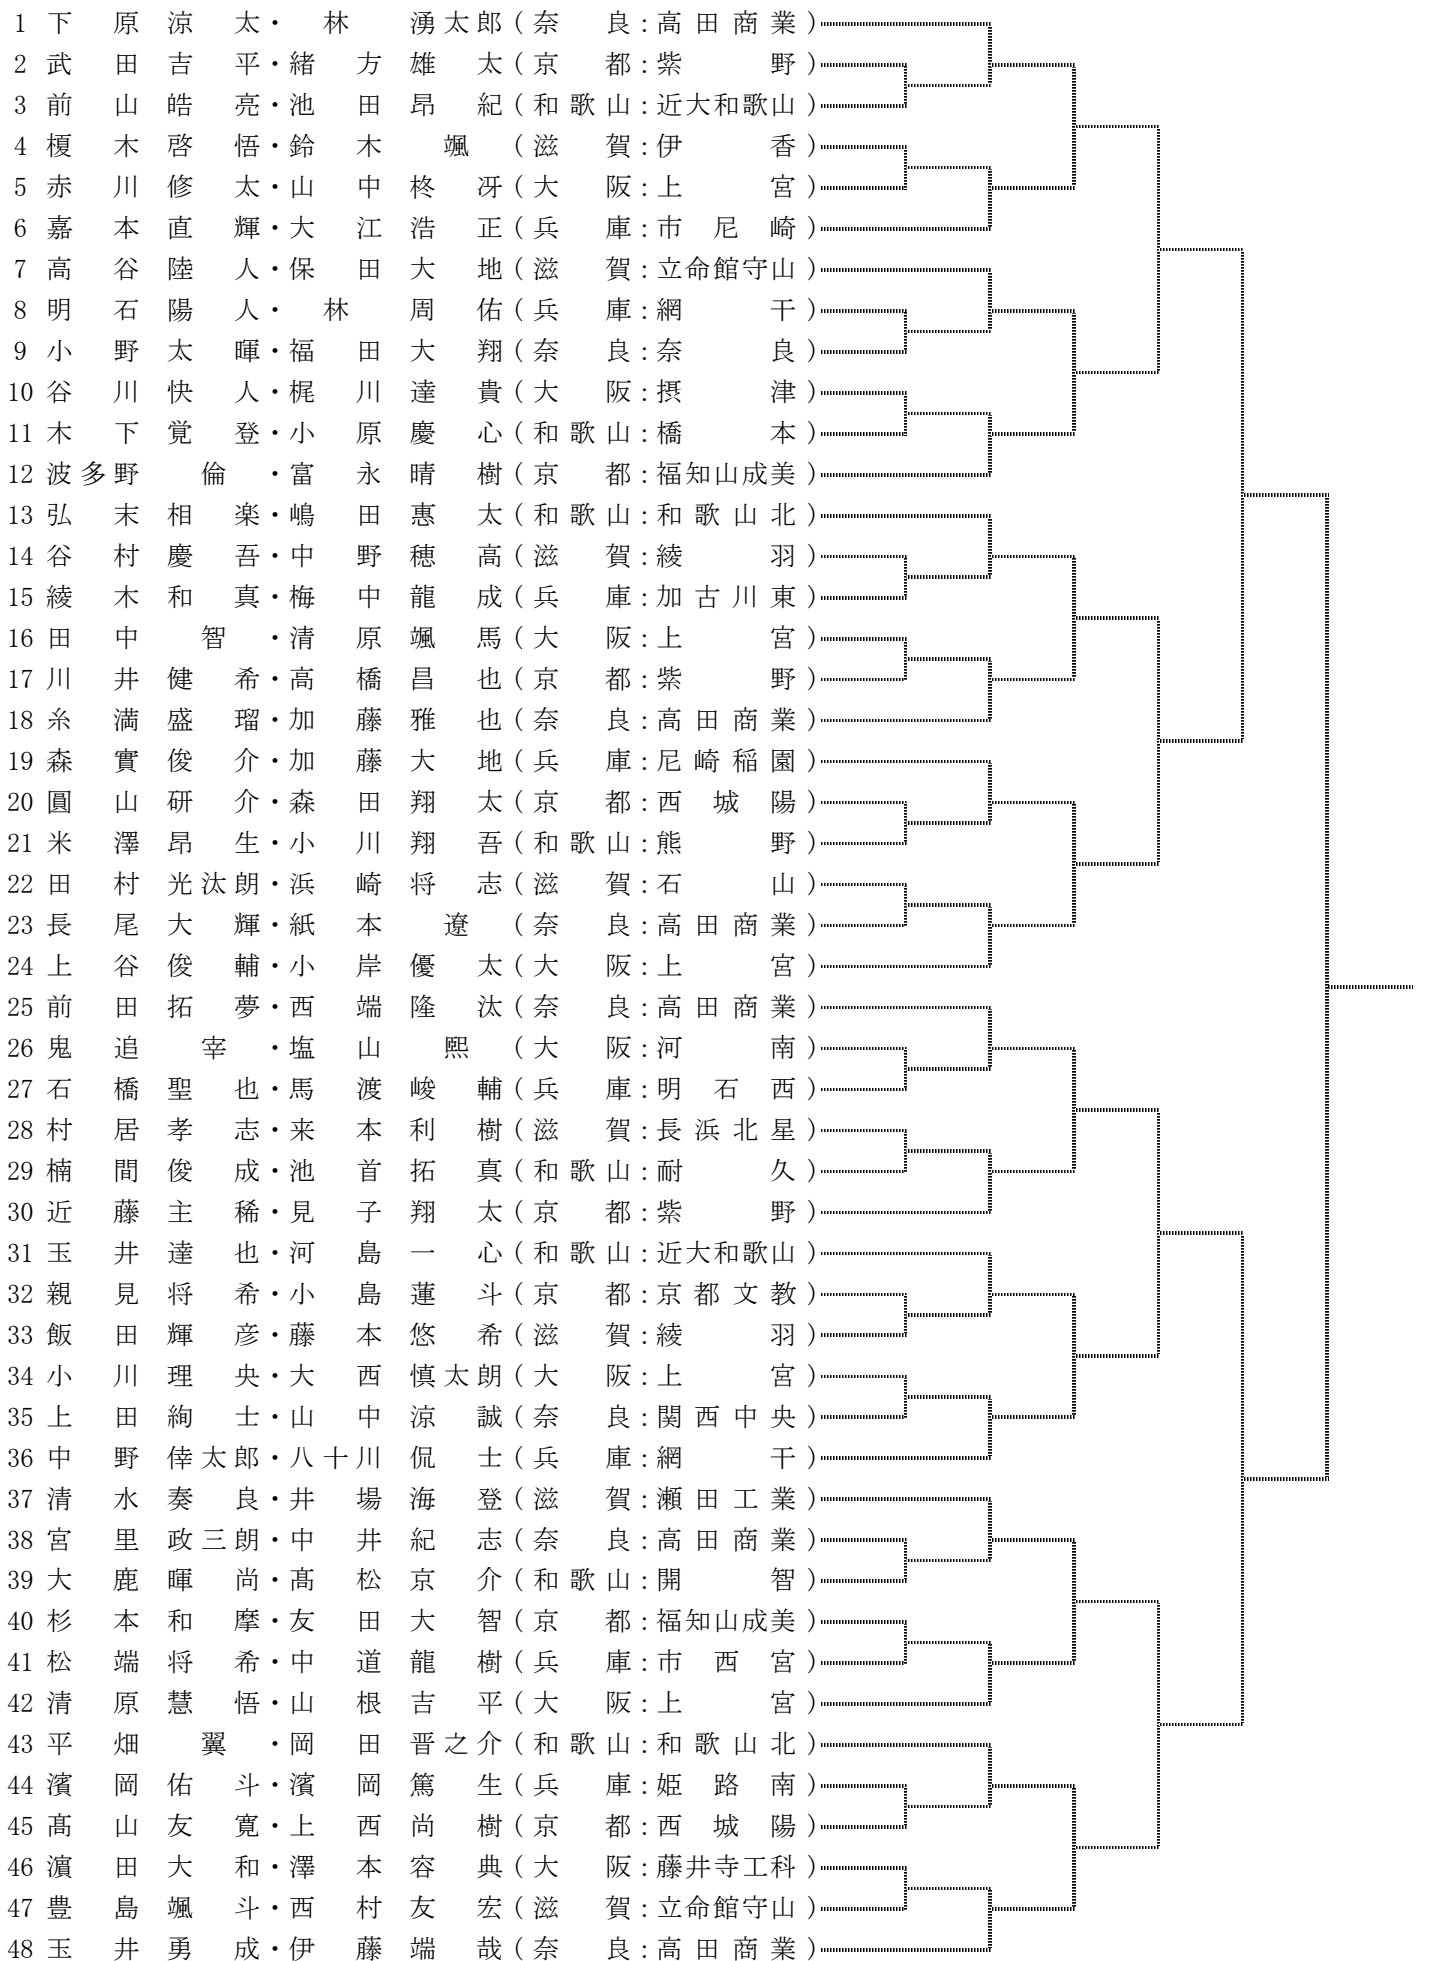 1 下原涼太・林湧太郎(奈良:高田商業)
2 武田吉平・緒方雄太(京都:紫野)
3 前山皓亮・池田昂紀(和歌山:近大和歌山)
4 榎木啓悟・鈴木颯(滋賀:伊香)
5 赤川修太・山中柊冴(大阪:上宮)
6 嘉本直輝・大江浩正(兵庫:市尼崎)
7 高谷陸人・保田大地(滋賀:立命館守山)
8 明石陽人・林周佑(兵庫:網干)
9 小野太暉・福田大翔(奈良:奈良)
10 谷川快人・梶川達貴(大阪:摂津)
11 木下覚登・小原慶心(和歌山:橋本)
12 波多野倫・富永晴樹(京都:福知山成美)
13 弘末相楽・嶋田惠太(和歌山:和歌山北)
14 谷村慶吾・中野穂高(滋賀:綾羽)
15 綾木和真・梅中龍成(兵庫:加古川東)
16 田中智・清原颯馬(大阪:上宮)
17 川井健希・高橋昌也(京都:紫野)
18 糸満盛瑠・加藤雅也(奈良:高田商業)
19 森實俊介・加藤大地(兵庫:尼崎稲園)
20 圓山研介・森田翔太(京都:西城陽)
21 米澤昂生・小川翔吾(和歌山:熊野)
22 田村光汰朗・浜崎将志(滋賀:石山)
23 長尾大輝・紙本遼(奈良:高田商業)
24 上谷俊輔・小岸優太(大阪:上宮)
25 前田拓夢・西端隆汰(奈良:高田商業)
26 鬼追宰・塩山熙(大阪:河南)
27 石橋聖也・馬渡峻輔(兵庫:明石西)
28 村居孝志・来本利樹(滋賀:長浜北星)
29 楠間俊成・池首拓真(和歌山:耐久)
30 近藤主稀・見子翔太(京都:紫野)
31 玉井達也・河島一心(和歌山:近大和歌山)
32 親見将希・小島蓮斗(京都:京都文教)
33 飯田輝彦・藤本悠希(滋賀:綾羽)
34 小川理央・大西慎太朗(大阪:上宮)
35 上田絢士・山中涼誠(奈良:関西中央)
36 中野倖太郎・八十川侃士(兵庫:網干)
37 清水奏良・井場海登(滋賀:瀬田工業)
38 宮里政三朗・中井紀志(奈良:高田商業)
39 大鹿暉尚・髙松京介(和歌山:開智)
40 杉本和摩・友田大智(京都:福知山成美)
41 松端将希・中道龍樹(兵庫:市西宮)
42 清原慧悟・山根吉平(大阪:上宮)
43 平畑翼・岡田晋之介(和歌山:和歌山北)
44 濱岡佑斗・濱岡篤生(兵庫:姫路南)
45 髙山友寛・上西尚樹(京都:西城陽)
46 濵田大和・澤本容典(大阪:藤井寺工科)
47 豊島颯斗・西村友宏(滋賀:立命館守山)
48 玉井勇成・伊藤端哉(奈良:高田商業)